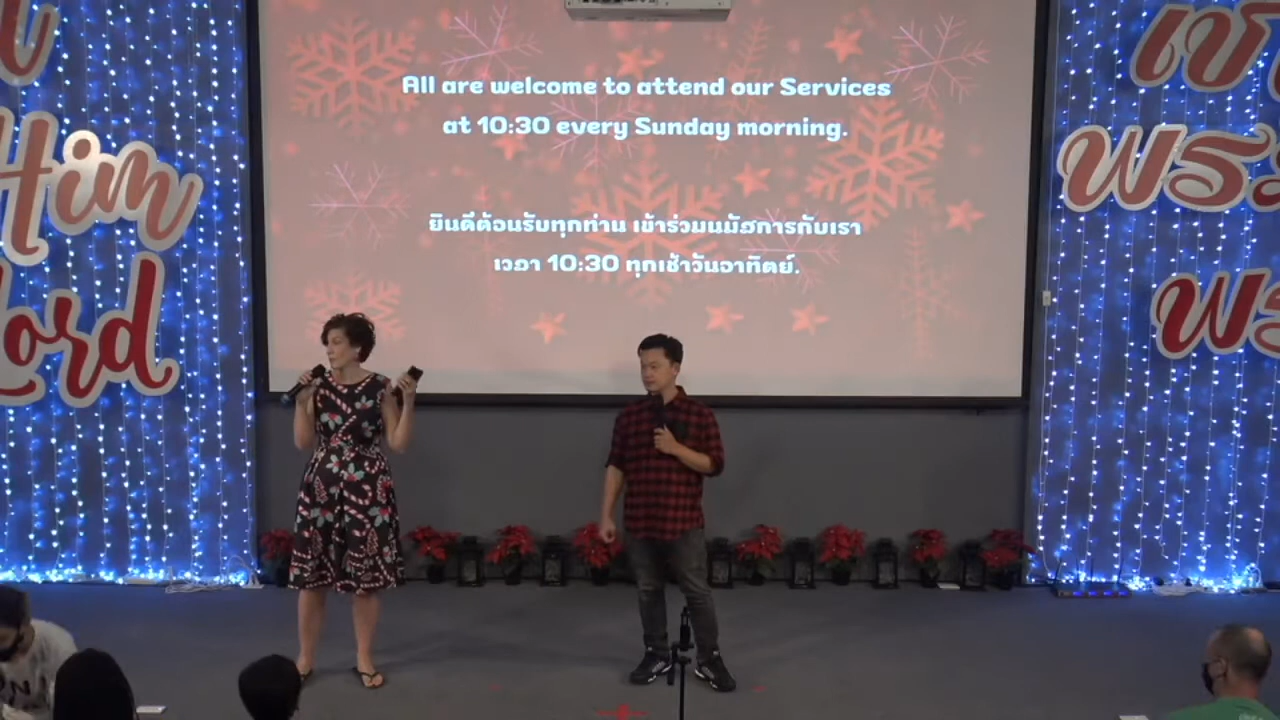 All are welcome to attend our Services
at 10:30 every Sunday morning.
ยินดีต้อนรับทุกท่าน เข้าร่วมนมัสการกับเรา
เวลา 10:30 ทุกเช้าวันอาทิตย์.
Him
Lord